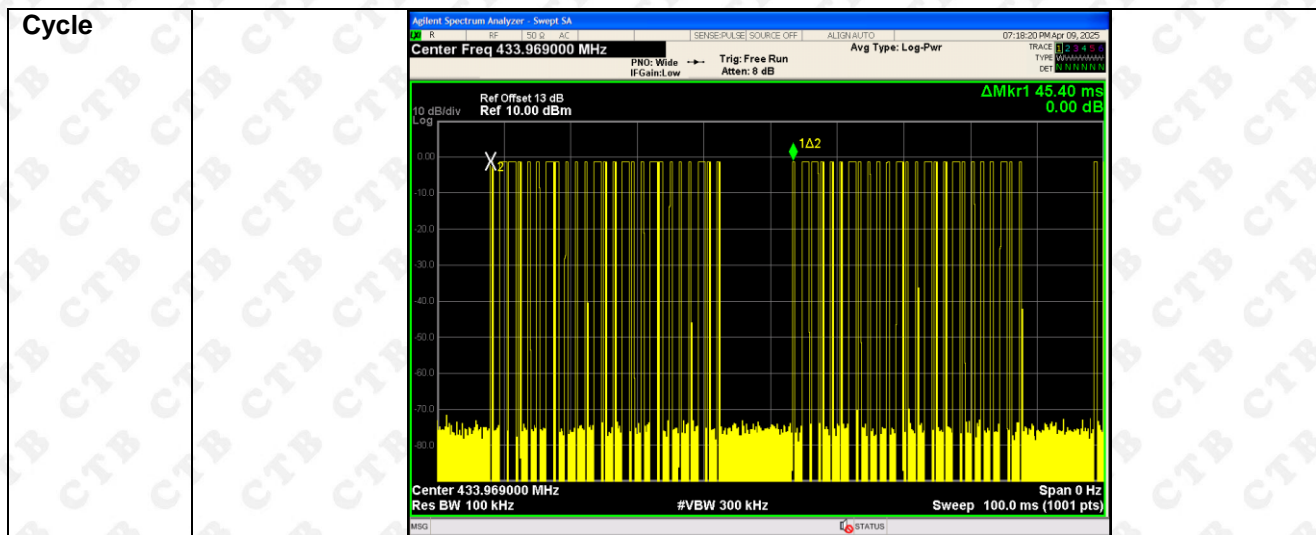 Cycle
Agilent Spectrum Analyzer - Swept SA
R RF 50 Ω AC SENSE:PULSE SOURCE OFF ALIGN AUTO 07:18:20 PM Apr 09, 2025
Center Freq 433.969000 MHz
PNO: Wide
IFGain:Low
Trig: Free Run
Atten: 8 dB
Avg Type: Log-Pwr
TRACE 1 2 3 4 5 6
TYPE W
DET N N N N N N
ΔMkr1 45.40 ms
0.00 dB
Ref Offset 13 dB
10 dB/div Ref 10.00 dBm
Log
1Δ2
X2
0.00
-10.0
-20.0
-30.0
-40.0
-50.0
-60.0
-70.0
-80.0
Center 433.969000 MHz Span 0 Hz
Res BW 100 kHz #VBW 300 kHz Sweep 100.0 ms (1001 pts)
MSG STATUS
CTB